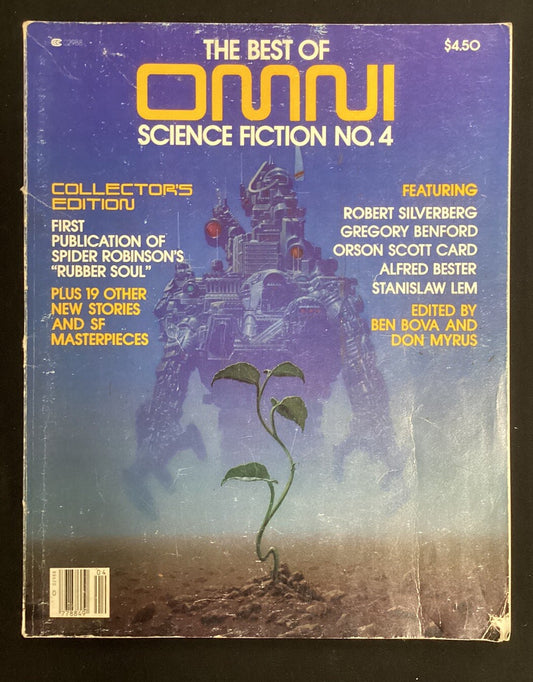 02988
$4.50
THE BEST OF
OMNI
SCIENCE FICTION NO. 4
COLLECTOR'S
EDITION
FIRST
PUBLICATION OF
SPIDER ROBINSON'S
"RUBBER SOUL"
PLUS 19 OTHER
NEW STORIES
AND SF
MASTERPIECES
FEATURING
ROBERT SILVERBERG
GREGORY BENFORD
ORSON SCOTT CARD
ALFRED BESTER
STANISLAW LEM
EDITED BY
BEN BOVA AND
DON MYRUS
04